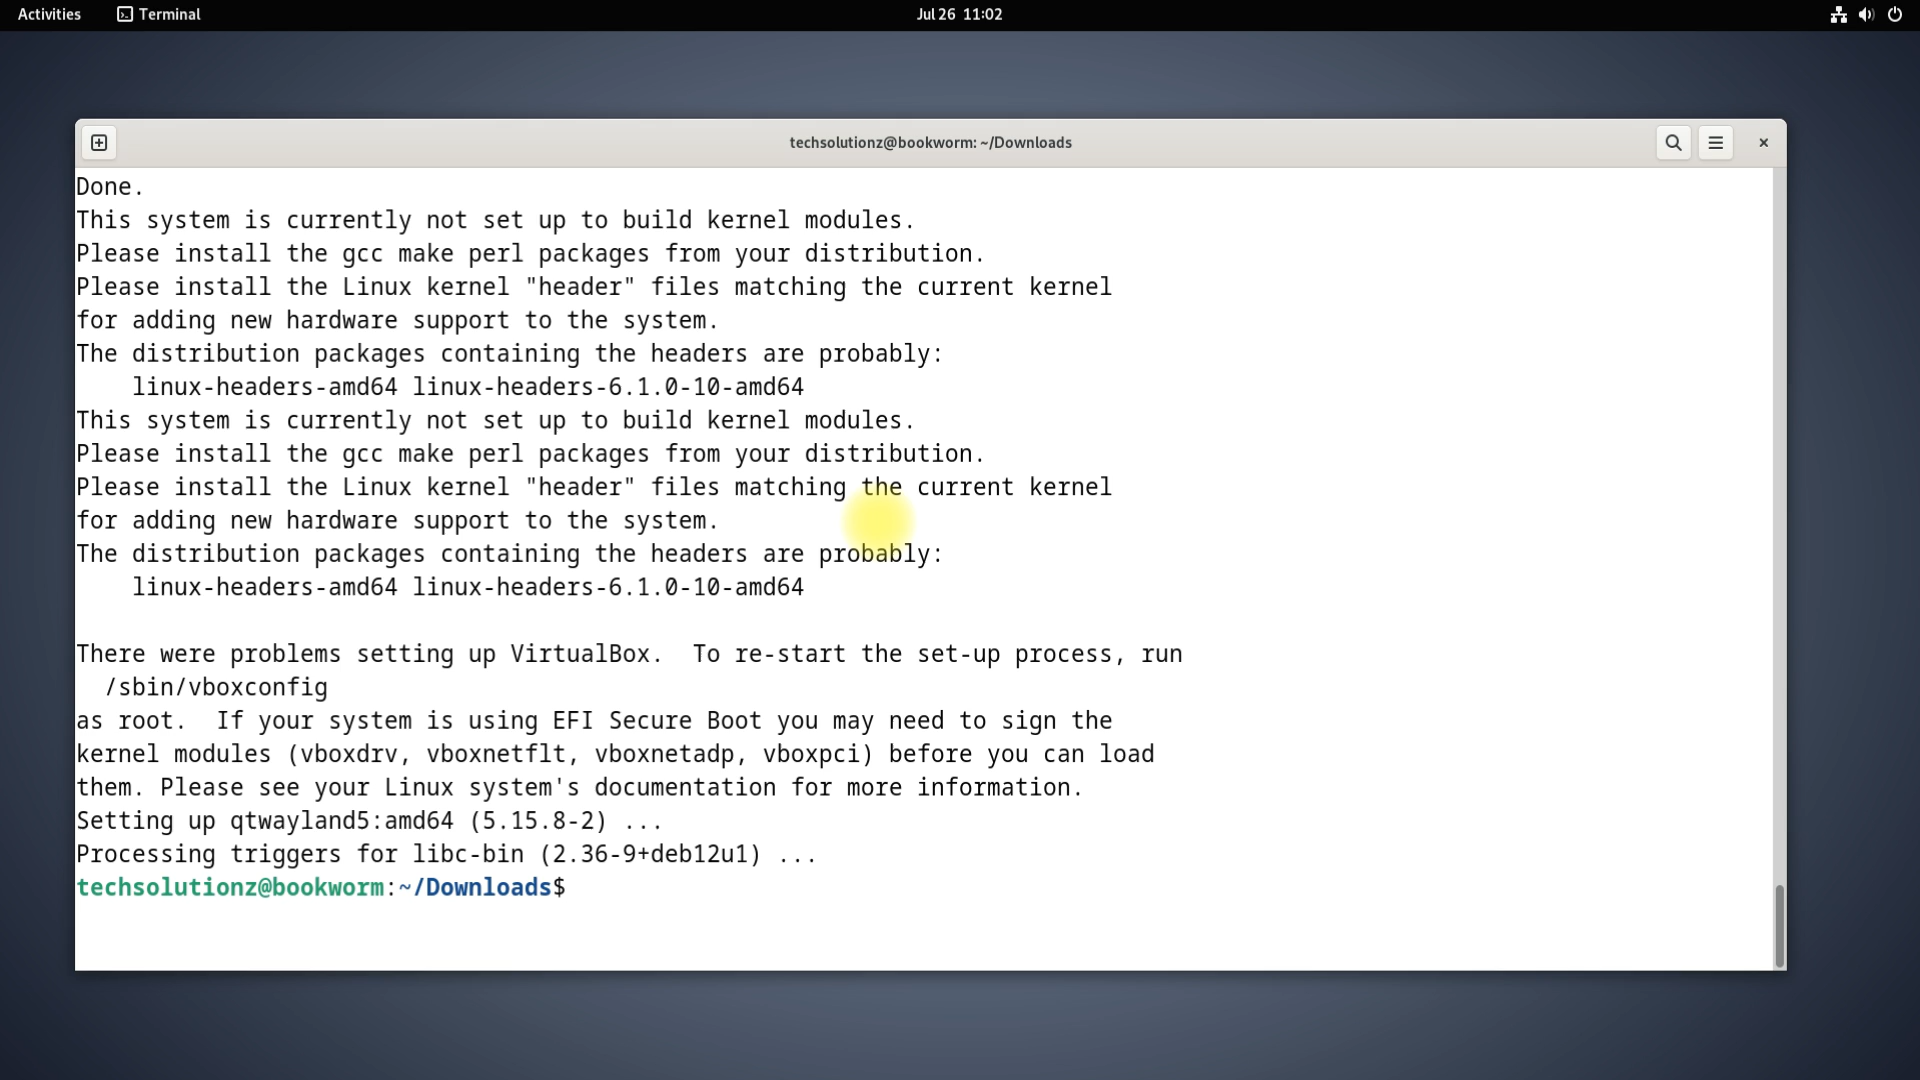 Activities Terminal Jul 26 11:02
techsolutionz@bookworm: ~/Downloads
Done.
This system is currently not set up to build kernel modules.
Please install the gcc make perl packages from your distribution.
Please install the Linux kernel "header" files matching the current kernel
for adding new hardware support to the system.
The distribution packages containing the headers are probably:
    linux-headers-amd64 linux-headers-6.1.0-10-amd64
This system is currently not set up to build kernel modules.
Please install the gcc make perl packages from your distribution.
Please install the Linux kernel "header" files matching the current kernel
for adding new hardware support to the system.
The distribution packages containing the headers are probably:
    linux-headers-amd64 linux-headers-6.1.0-10-amd64
There were problems setting up VirtualBox.  To re-start the set-up process, run
  /sbin/vboxconfig
as root.  If your system is using EFI Secure Boot you may need to sign the
kernel modules (vboxdrv, vboxnetflt, vboxnetadp, vboxpci) before you can load
them. Please see your Linux system's documentation for more information.
Setting up qtwayland5:amd64 (5.15.8-2) ...
Processing triggers for libc-bin (2.36-9+deb12u1) ...
techsolutionz@bookworm:~/Downloads$